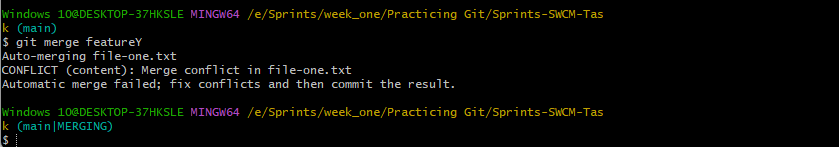 Windows 10@DESKTOP-37HKSLE MINGW64 /e/Sprints/week_one/Practicing Git/Sprints-SWCM-Tas
k (main)
$ git merge featureY
Auto-merging file-one.txt
CONFLICT (content): Merge conflict in file-one.txt
Automatic merge failed; fix conflicts and then commit the result.
Windows 10@DESKTOP-37HKSLE MINGW64 /e/Sprints/week_one/Practicing Git/Sprints-SWCM-Tas
k (main|MERGING)
$